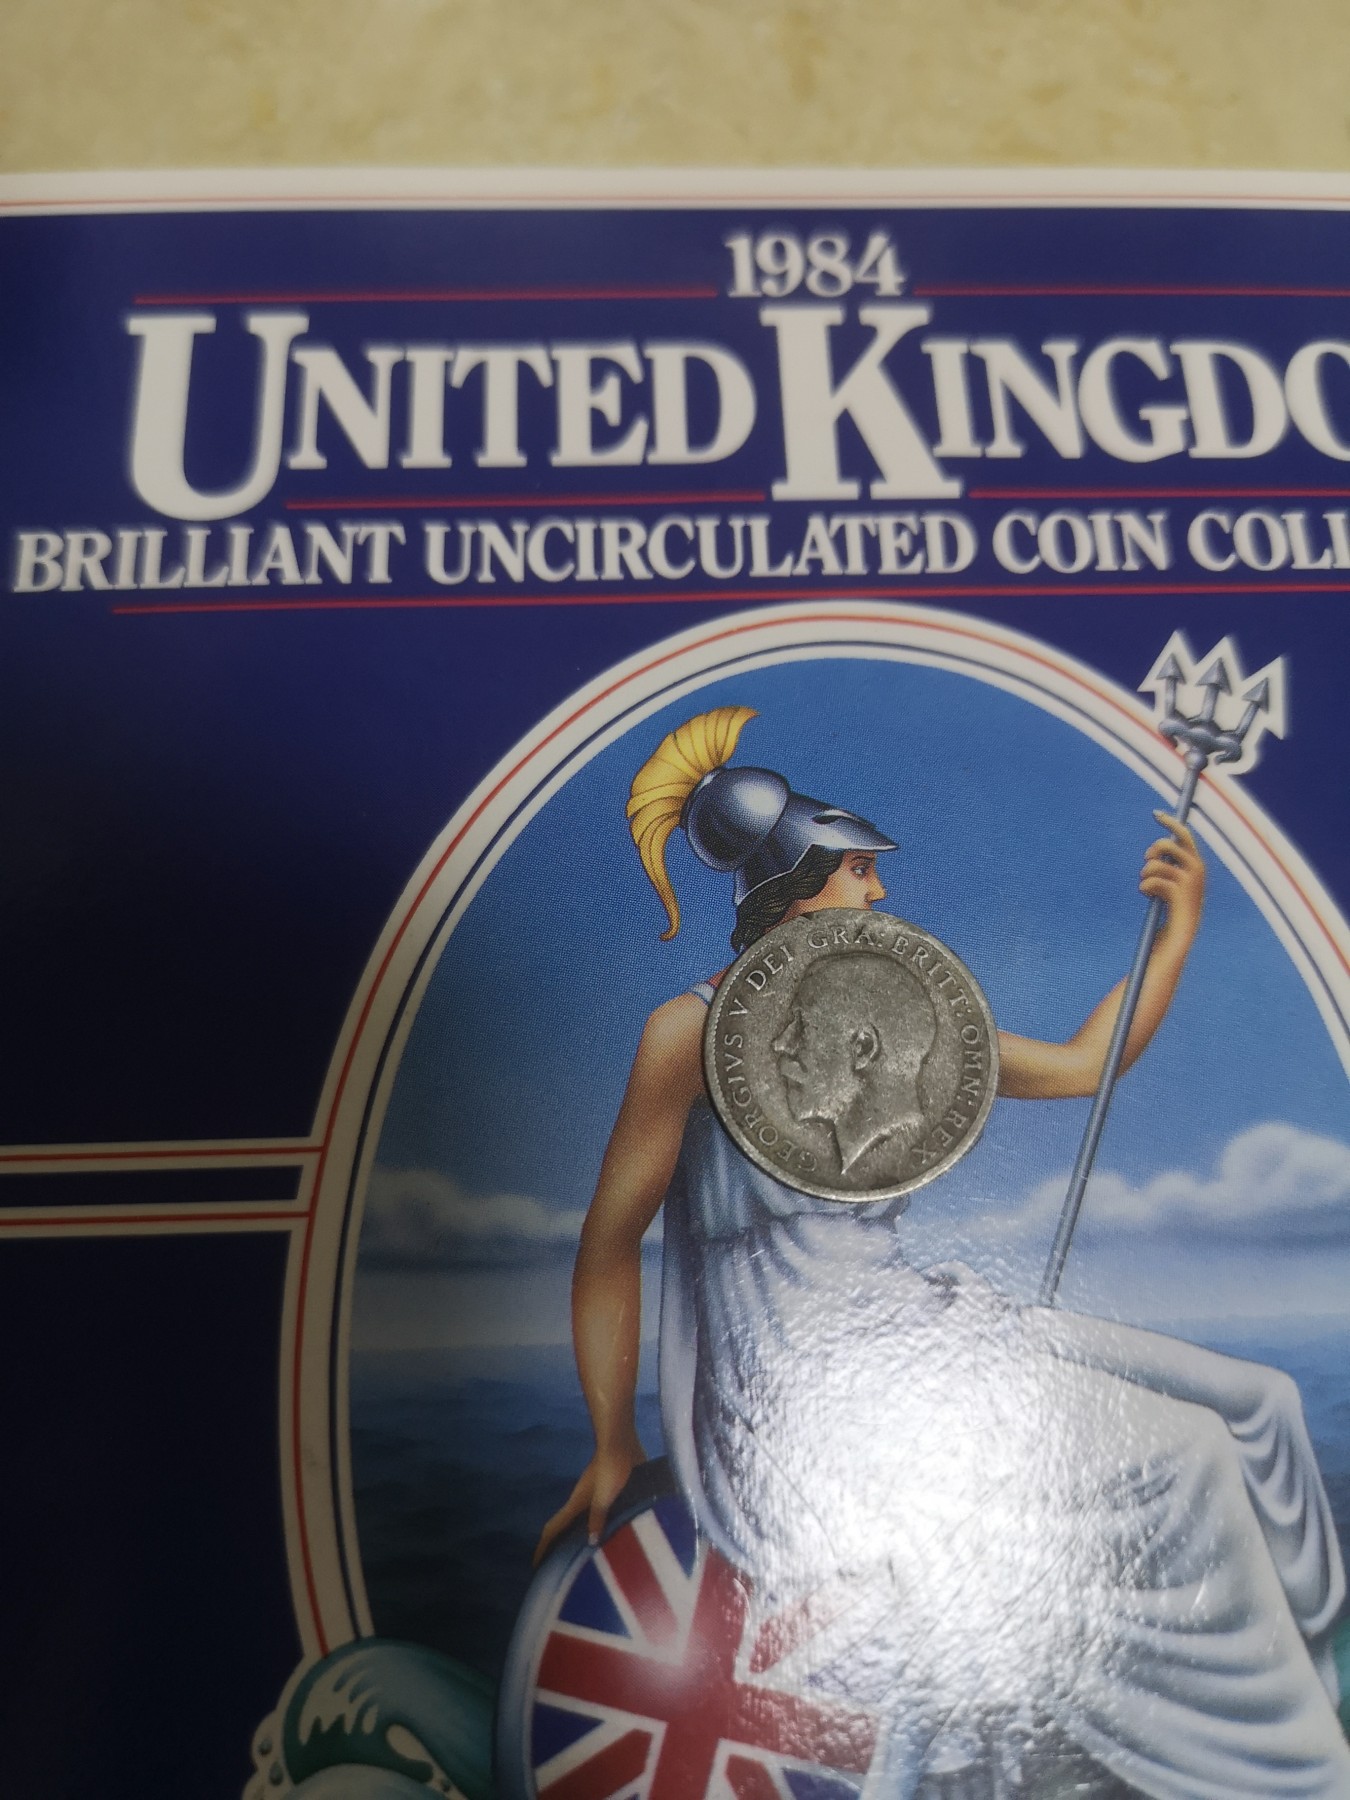 1984
UNITED KINGDO
BRILLIANT UNCIRCULATED COIN COLL
GEORGIVS V DEI GRA: BRITT: OMN: REX